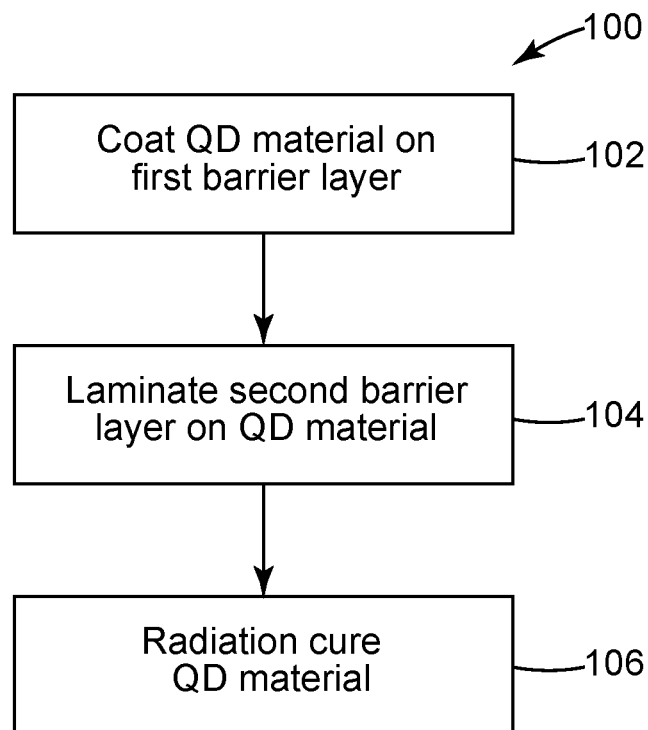 100
Coat QD material on
first barrier layer
102
Laminate second barrier
layer on QD material
104
Radiation cure
QD material
106